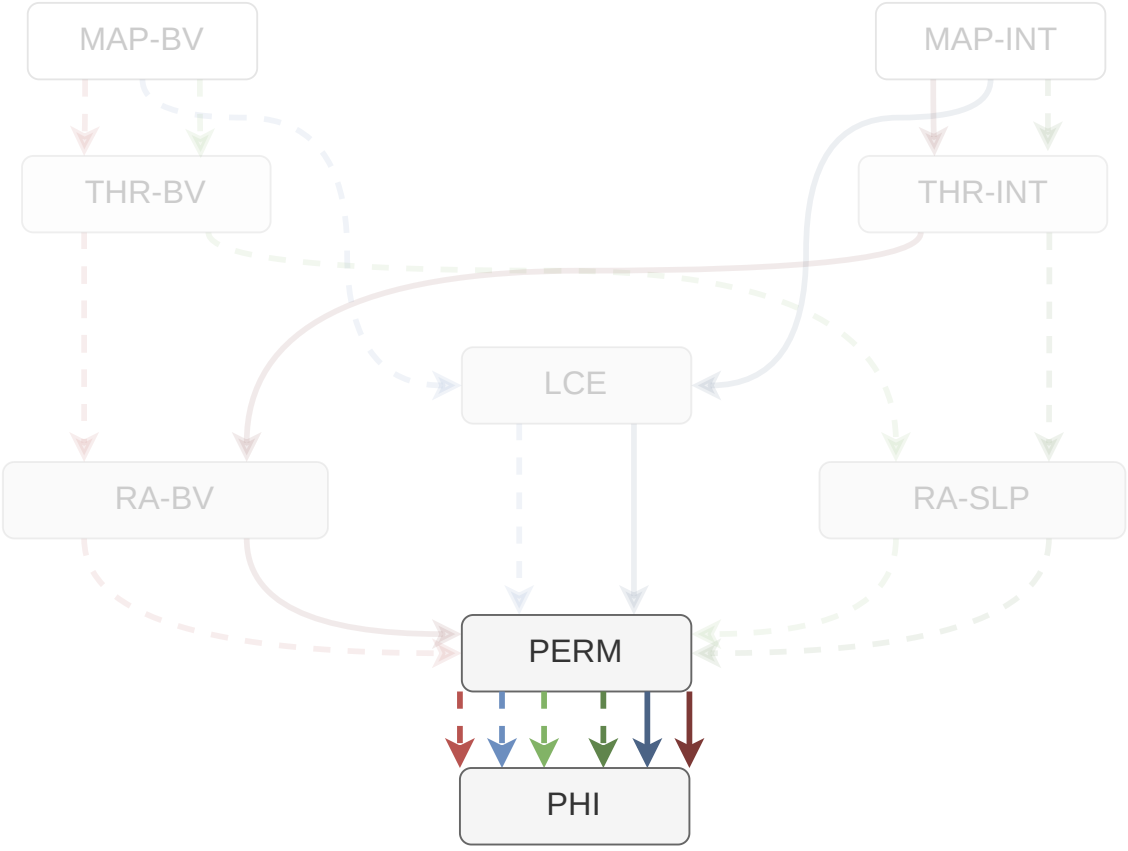 MAP-BV
MAP-INT
THR-BV
THR-INT
LCE
RA-BV
RA-SLP
PERM
PHI